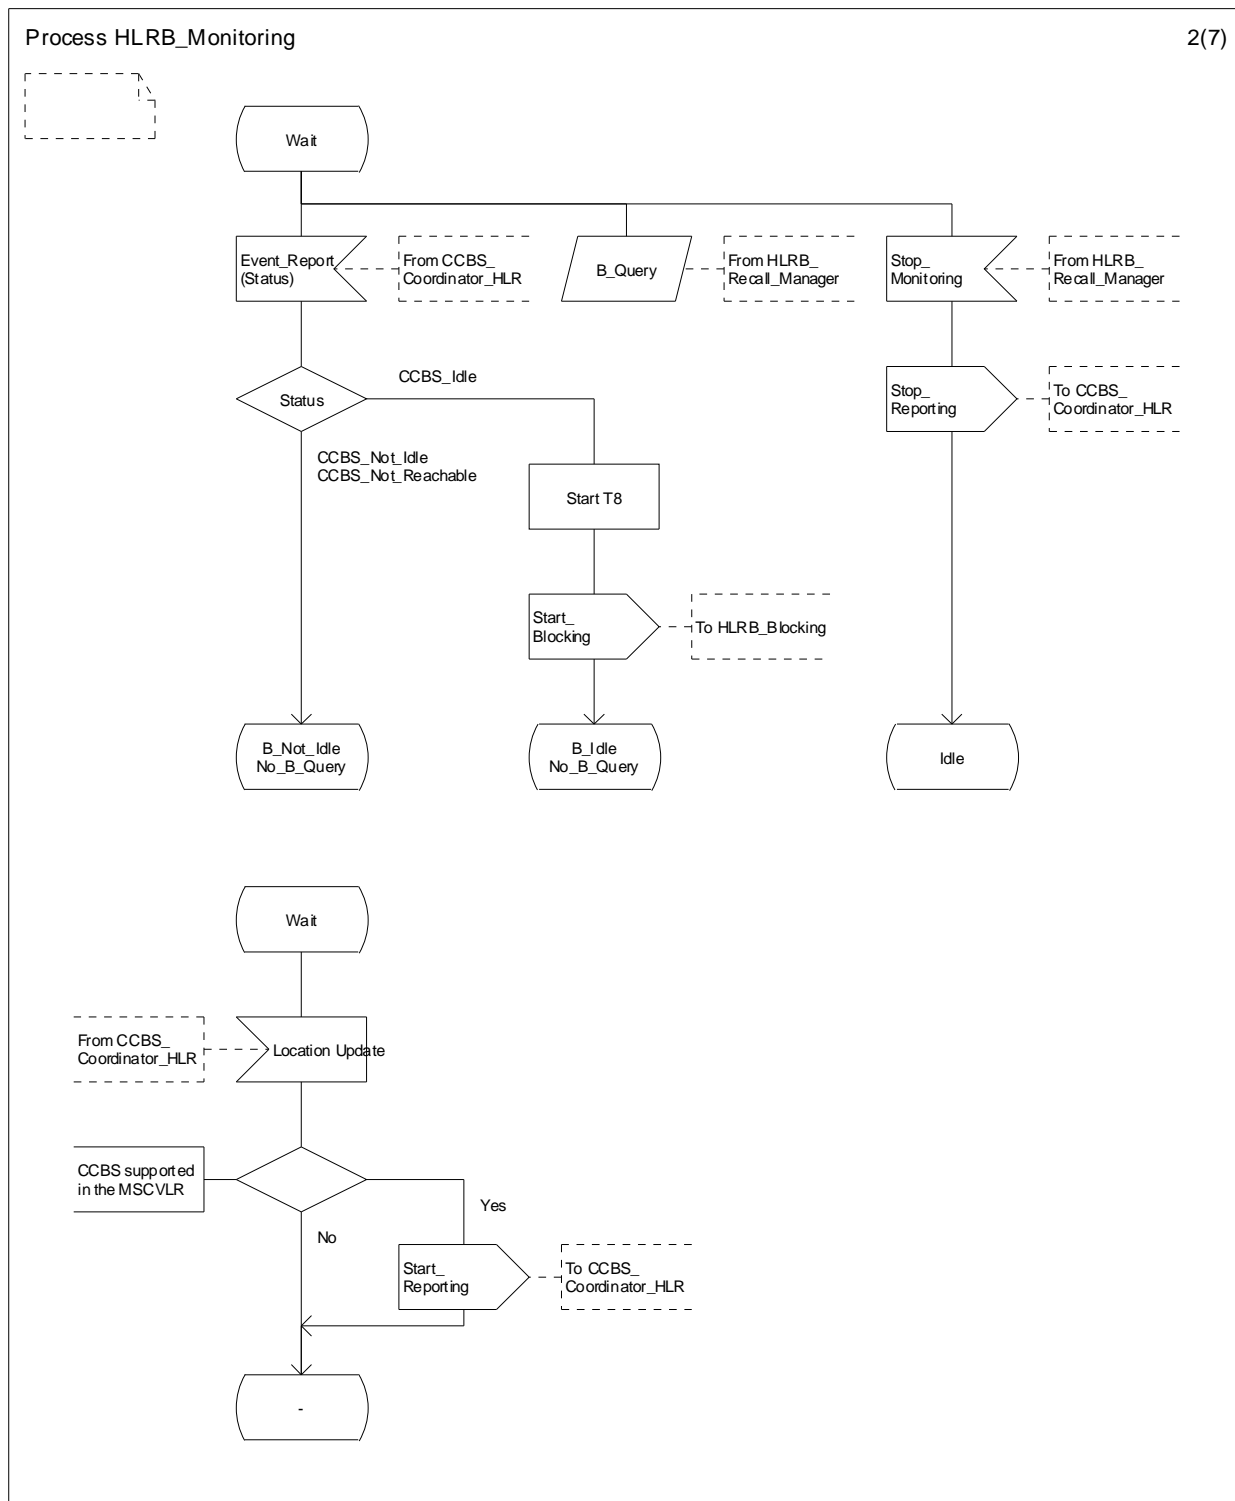 Process HLRB_Monitoring
2(7)
Wait
Event_Report
(Status)
From CCBS_
Coordinator_HLR
B_Query
From HLRB_
Recall_Manager
Stop_
Monitoring
From HLRB_
Recall_Manager
Status
CCBS_Idle
Stop_
Reporting
To CCBS_
Coordinator_HLR
CCBS_Not_Idle
CCBS_Not_Reachable
Start T8
Start_
Blocking
To HLRB_Blocking
B_Not_Idle
No_B_Query
B_Idle
No_B_Query
Idle
Wait
From CCBS_
Coordinator_HLR
Location Update
CCBS supported
in the MSCVLR
Yes
No
Start_
Reporting
To CCBS_
Coordinator_HLR
-